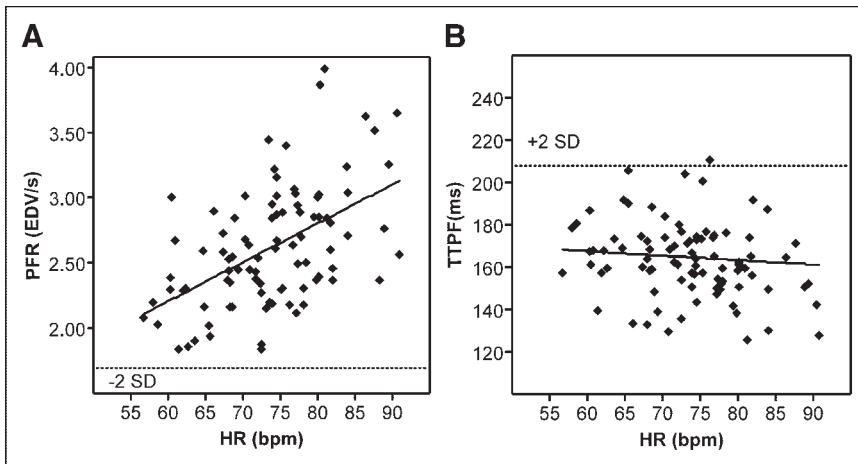 A
PFR (EDV/s)
4.00
3.50
3.00
2.50
2.00
-2 SD
55 60 65 70 75 80 85 90
HR (bpm)
B
TTPF(ms)
240
220
200
180
160
140
120
+2 SD
55 60 65 70 75 80 85 90
HR (bpm)